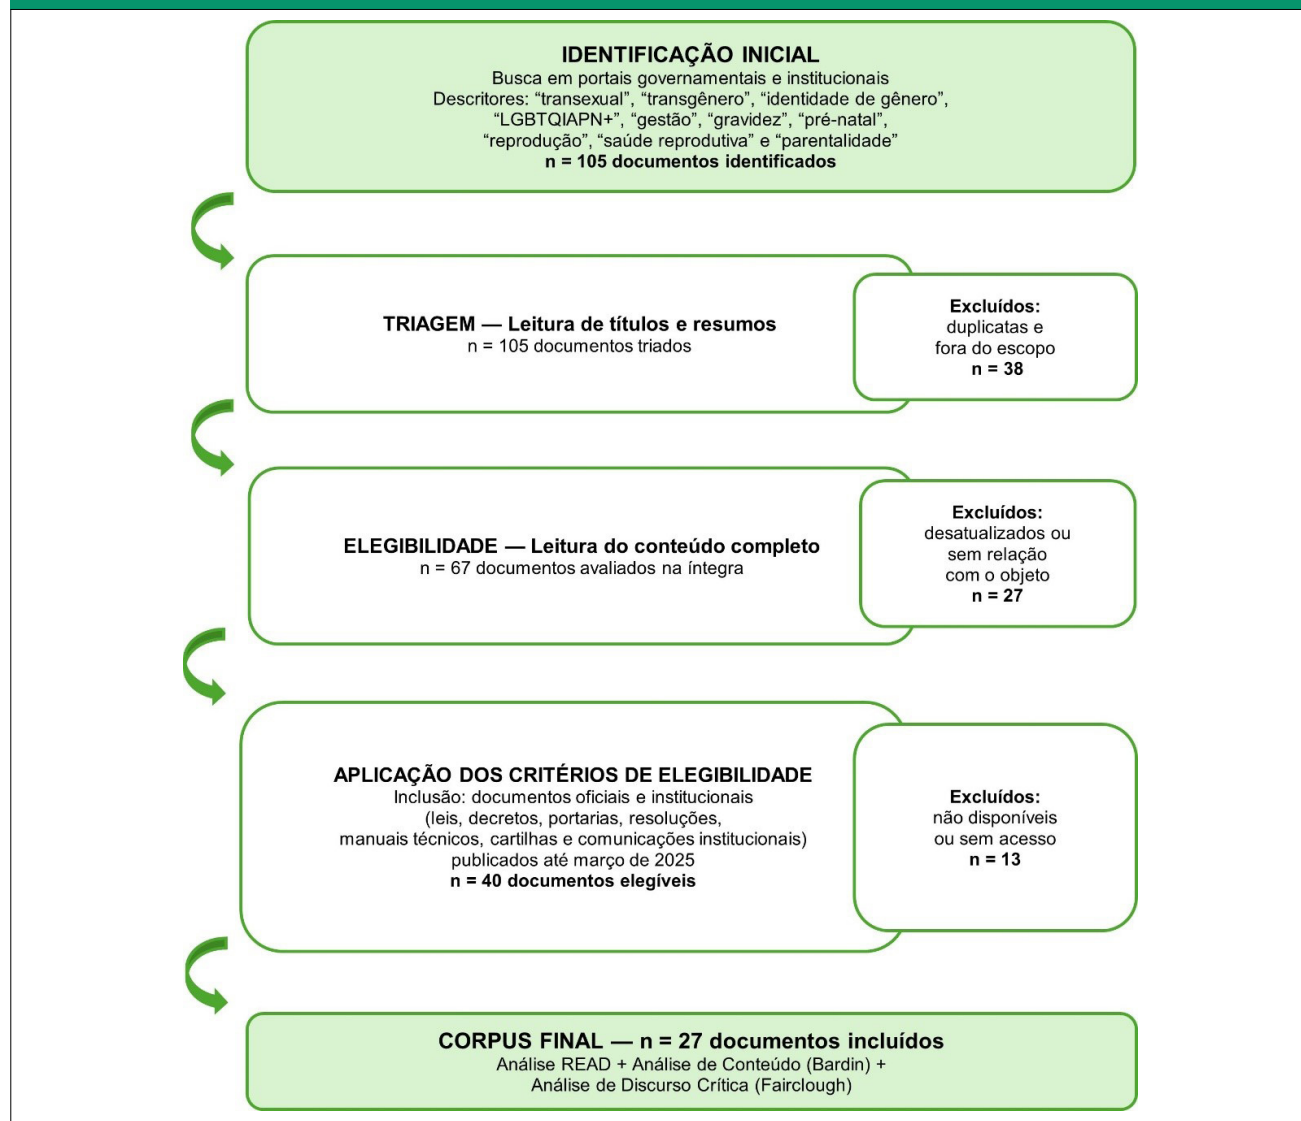 IDENTIFICAÇÃO INICIAL
Busca em portais governamentais e institucionais
Descritores: “transexual”, “transgênero”, “identidade de gênero”,
“LGBTQIAPN+”, “gestão”, “gravidez”, “pré-natal”,
“reprodução”, “saúde reprodutiva” e “parentalidade”
n = 105 documentos identificados
TRIAGEM — Leitura de títulos e resumos
n = 105 documentos triados
Excluídos:
duplicatas e
fora do escopo
n = 38
ELEGIBILIDADE — Leitura do conteúdo completo
n = 67 documentos avaliados na íntegra
Excluídos:
desatualizados ou
sem relação
com o objeto
n = 27
APLICAÇÃO DOS CRITÉRIOS DE ELEGIBILIDADE
Inclusão: documentos oficiais e institucionais
(leis, decretos, portarias, resoluções,
manuais técnicos, cartilhas e comunicações institucionais)
publicados até março de 2025
n = 40 documentos elegíveis
Excluídos:
não disponíveis
ou sem acesso
n = 13
CORPUS FINAL — n = 27 documentos incluídos
Análise READ + Análise de Conteúdo (Bardin) +
Análise de Discurso Crítica (Fairclough)